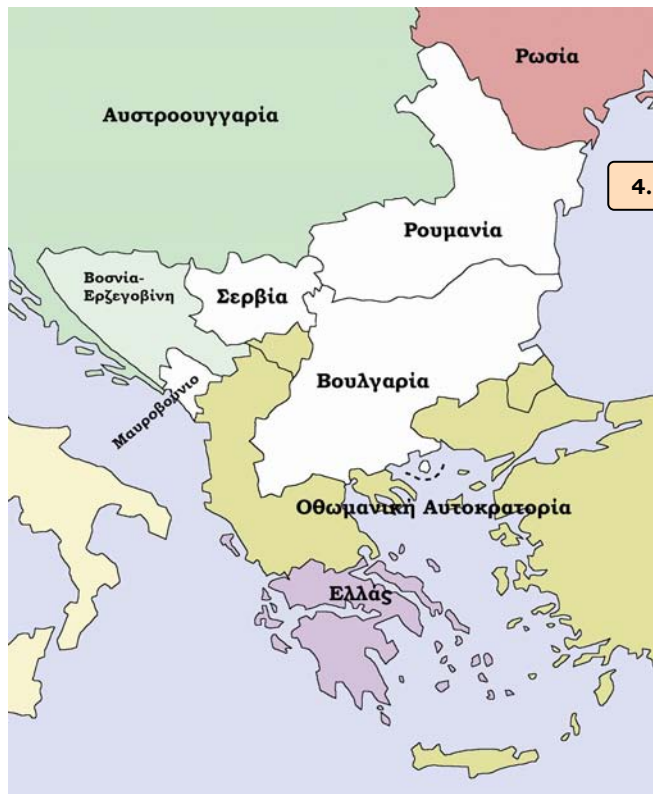 Ρωσία
Αυστροουγγαρία
4.
Ρουμανία
Βοσνία-
Ερζεγοβίνη
Σερβία
Μαυροβούνιο
Βουλγαρία
Οθωμανική Αυτοκρατορία
Ελλάς